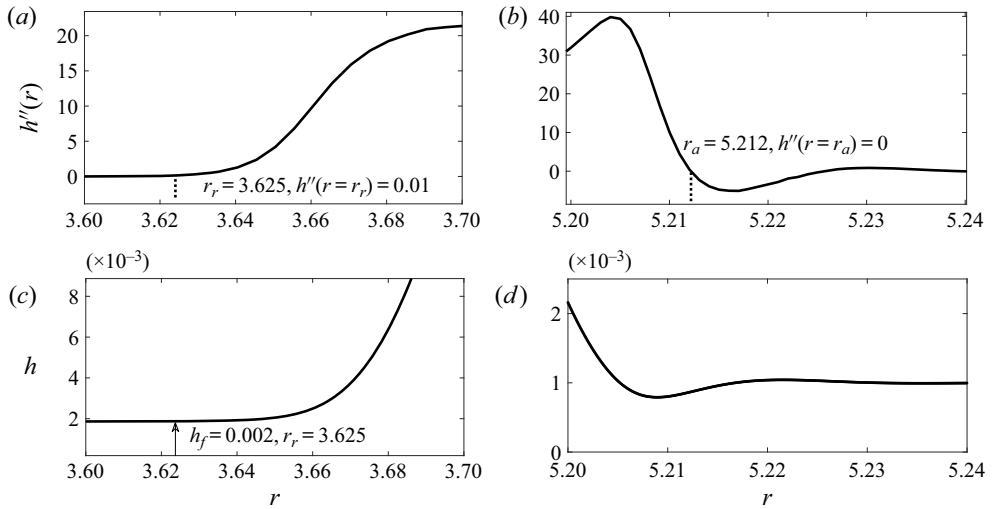 (a)
20
15
10
5
0
h″(r)
r_r = 3.625, h″(r = r_r) = 0.01
3.60 3.62 3.64 3.66 3.68 3.70
(b)
40
30
20
10
0
r_a = 5.212, h″(r = r_a) = 0
5.20 5.21 5.22 5.23 5.24
(c)
(×10⁻³)
8
6
4
2
h
h_f = 0.002, r_r = 3.625
3.60 3.62 3.64 3.66 3.68 3.70
r
(d)
(×10⁻³)
2
1
0
5.20 5.21 5.22 5.23 5.24
r